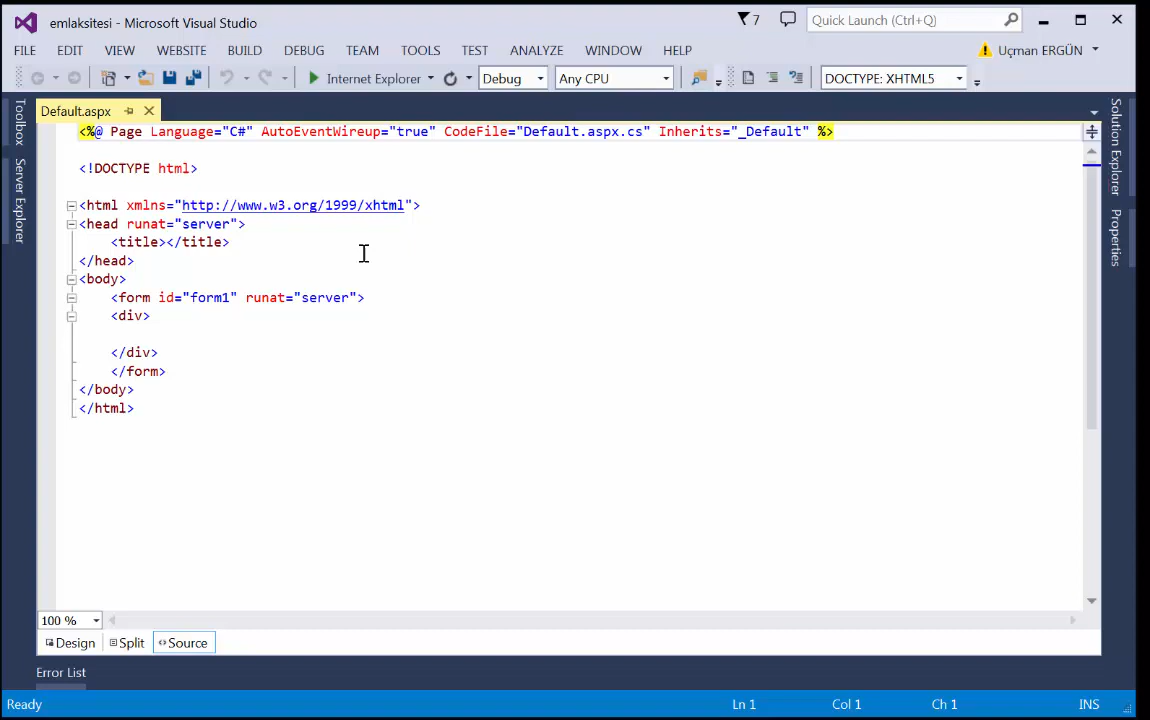 emlaksitesi - Microsoft Visual Studio
7
Quick Launch (Ctrl+Q)
FILE EDIT VIEW WEBSITE BUILD DEBUG TEAM TOOLS TEST ANALYZE WINDOW HELP
Uçman ERGÜN
Internet Explorer
Debug
Any CPU
DOCTYPE: XHTML5
Toolbox
Server Explorer
Default.aspx
<%@ Page Language="C#" AutoEventWireup="true" CodeFile="Default.aspx.cs" Inherits="_Default" %>
<!DOCTYPE html>
<html xmlns="http://www.w3.org/1999/xhtml">
<head runat="server">
<title></title>
</head>
<body>
<form id="form1" runat="server">
<div>
</div>
</form>
</body>
</html>
Solution Explorer
Properties
100 %
Design Split Source
Error List
Ready
Ln 1 Col 1 Ch 1 INS